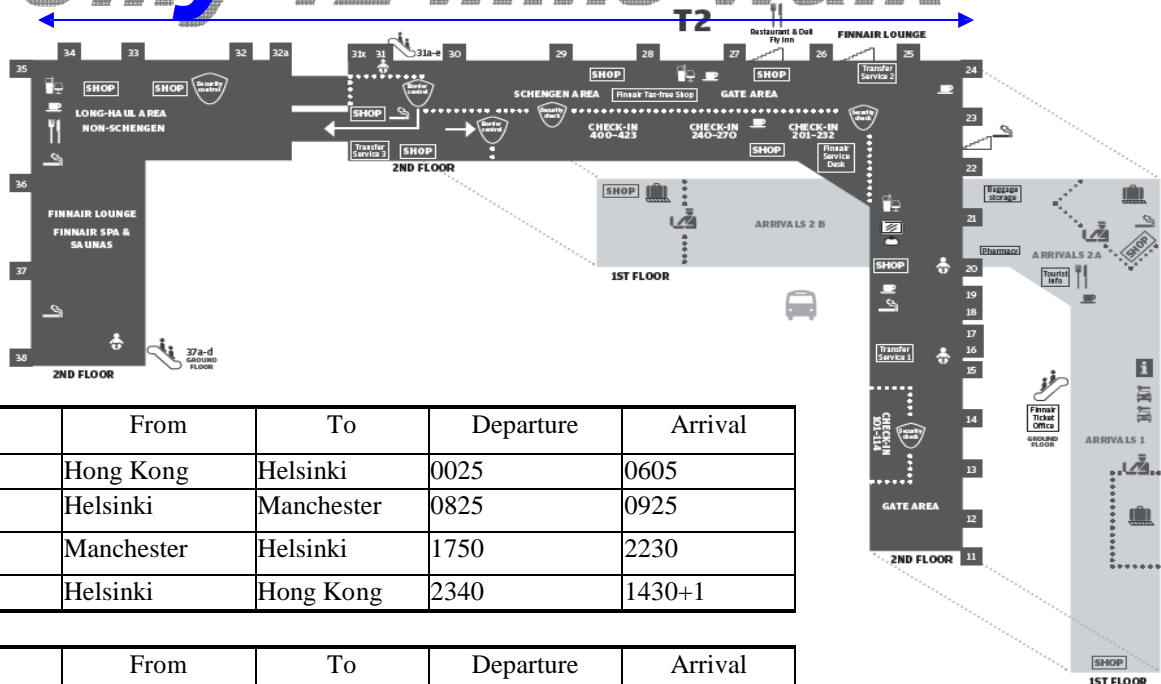 T2
Restaurant & Deli
Fly Inn
FINNAIR LOUNGE
34
33
32
32a
31x
31
31a-e
30
29
28
27
26
25
35
SHOP
SHOP
Security
control
Border
control
SHOP
SHOP
Transfer
Service 2
24
LONG-HAUL AREA
NON-SCHENGEN
SCHENGEN AREA
Finnair Tax-free Shop
GATE AREA
SHOP
Border
control
Security
check
CHECK-IN
400-423
CHECK-IN
240-270
CHECK-IN
201-232
Security
check
23
Transfer
Service 3
SHOP
SHOP
Finnair
Service
Desk
2ND FLOOR
22
36
SHOP
Baggage
storage
FINNAIR LOUNGE
FINNAIR SPA &
SAUNAS
ARRIVALS 2 B
21
SHOP
Pharmacy
ARRIVALS 2A
37
1ST FLOOR
SHOP
20
Tourist
Info
19
18
17
38
37a-d
GROUND
FLOOR
Transfer
Service 1
16
15
2ND FLOOR
From To Departure Arrival
Hong Kong Helsinki 0025 0605
Helsinki Manchester 0825 0925
Manchester Helsinki 1750 2230
Helsinki Hong Kong 2340 1430+1
CHECK-IN
101-114
Security
check
14
Finnair
Ticket
Office
GROUND
FLOOR
ARRIVALS 1
13
GATE AREA
12
2ND FLOOR
11
From To Departure Arrival
SHOP
1ST FLOOR